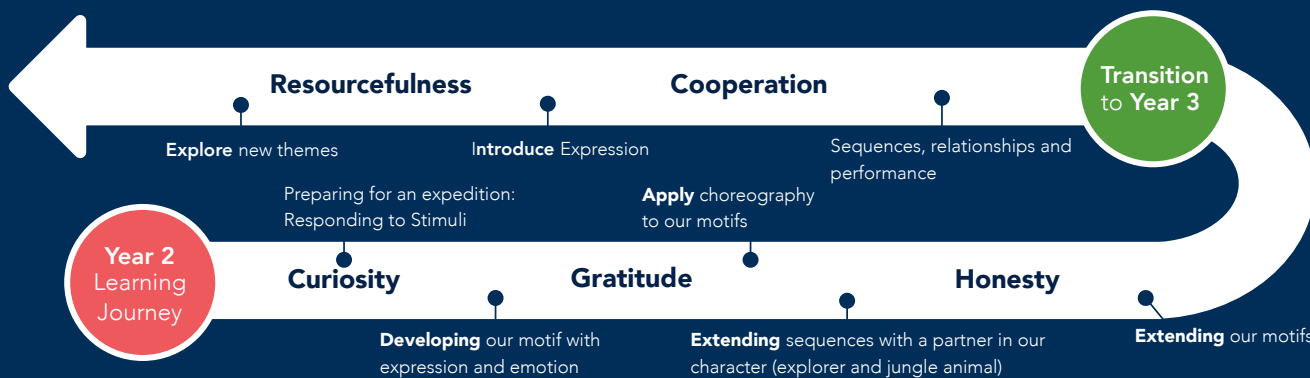 Resourcefulness
Cooperation
Transition
to Year 3
Explore new themes
Introduce Expression
Sequences, relationships and
performance
Preparing for an expedition:
Responding to Stimuli
Apply choreography
to our motifs
Year 2
Learning
Journey
Curiosity
Gratitude
Honesty
Developing our motif with
expression and emotion
Extending sequences with a partner in our
character (explorer and jungle animal)
Extending our motifs